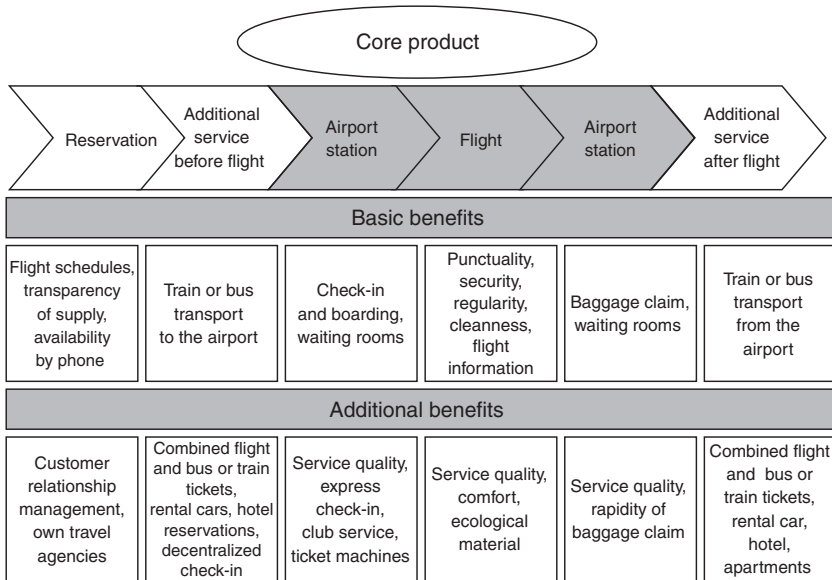 Core product
Reservation
Additional
service
before flight
Airport
station
Flight
Airport
station
Additional
service
after flight
Basic benefits
Flight schedules,
transparency
of supply,
availability
by phone
Train or bus
transport
to the airport
Check-in
and boarding,
waiting rooms
Punctuality,
security,
regularity,
cleanness,
flight
information
Baggage claim,
waiting rooms
Train or bus
transport
from the
airport
Additional benefits
Customer
relationship
management,
own travel
agencies
Combined flight
and bus or train
tickets,
rental cars, hotel
reservations,
decentralized
check-in
Service quality,
express
check-in,
club service,
ticket machines
Service quality,
comfort,
ecological
material
Service quality,
rapidity of
baggage claim
Combined flight
and bus or
train tickets,
rental car,
hotel,
apartments